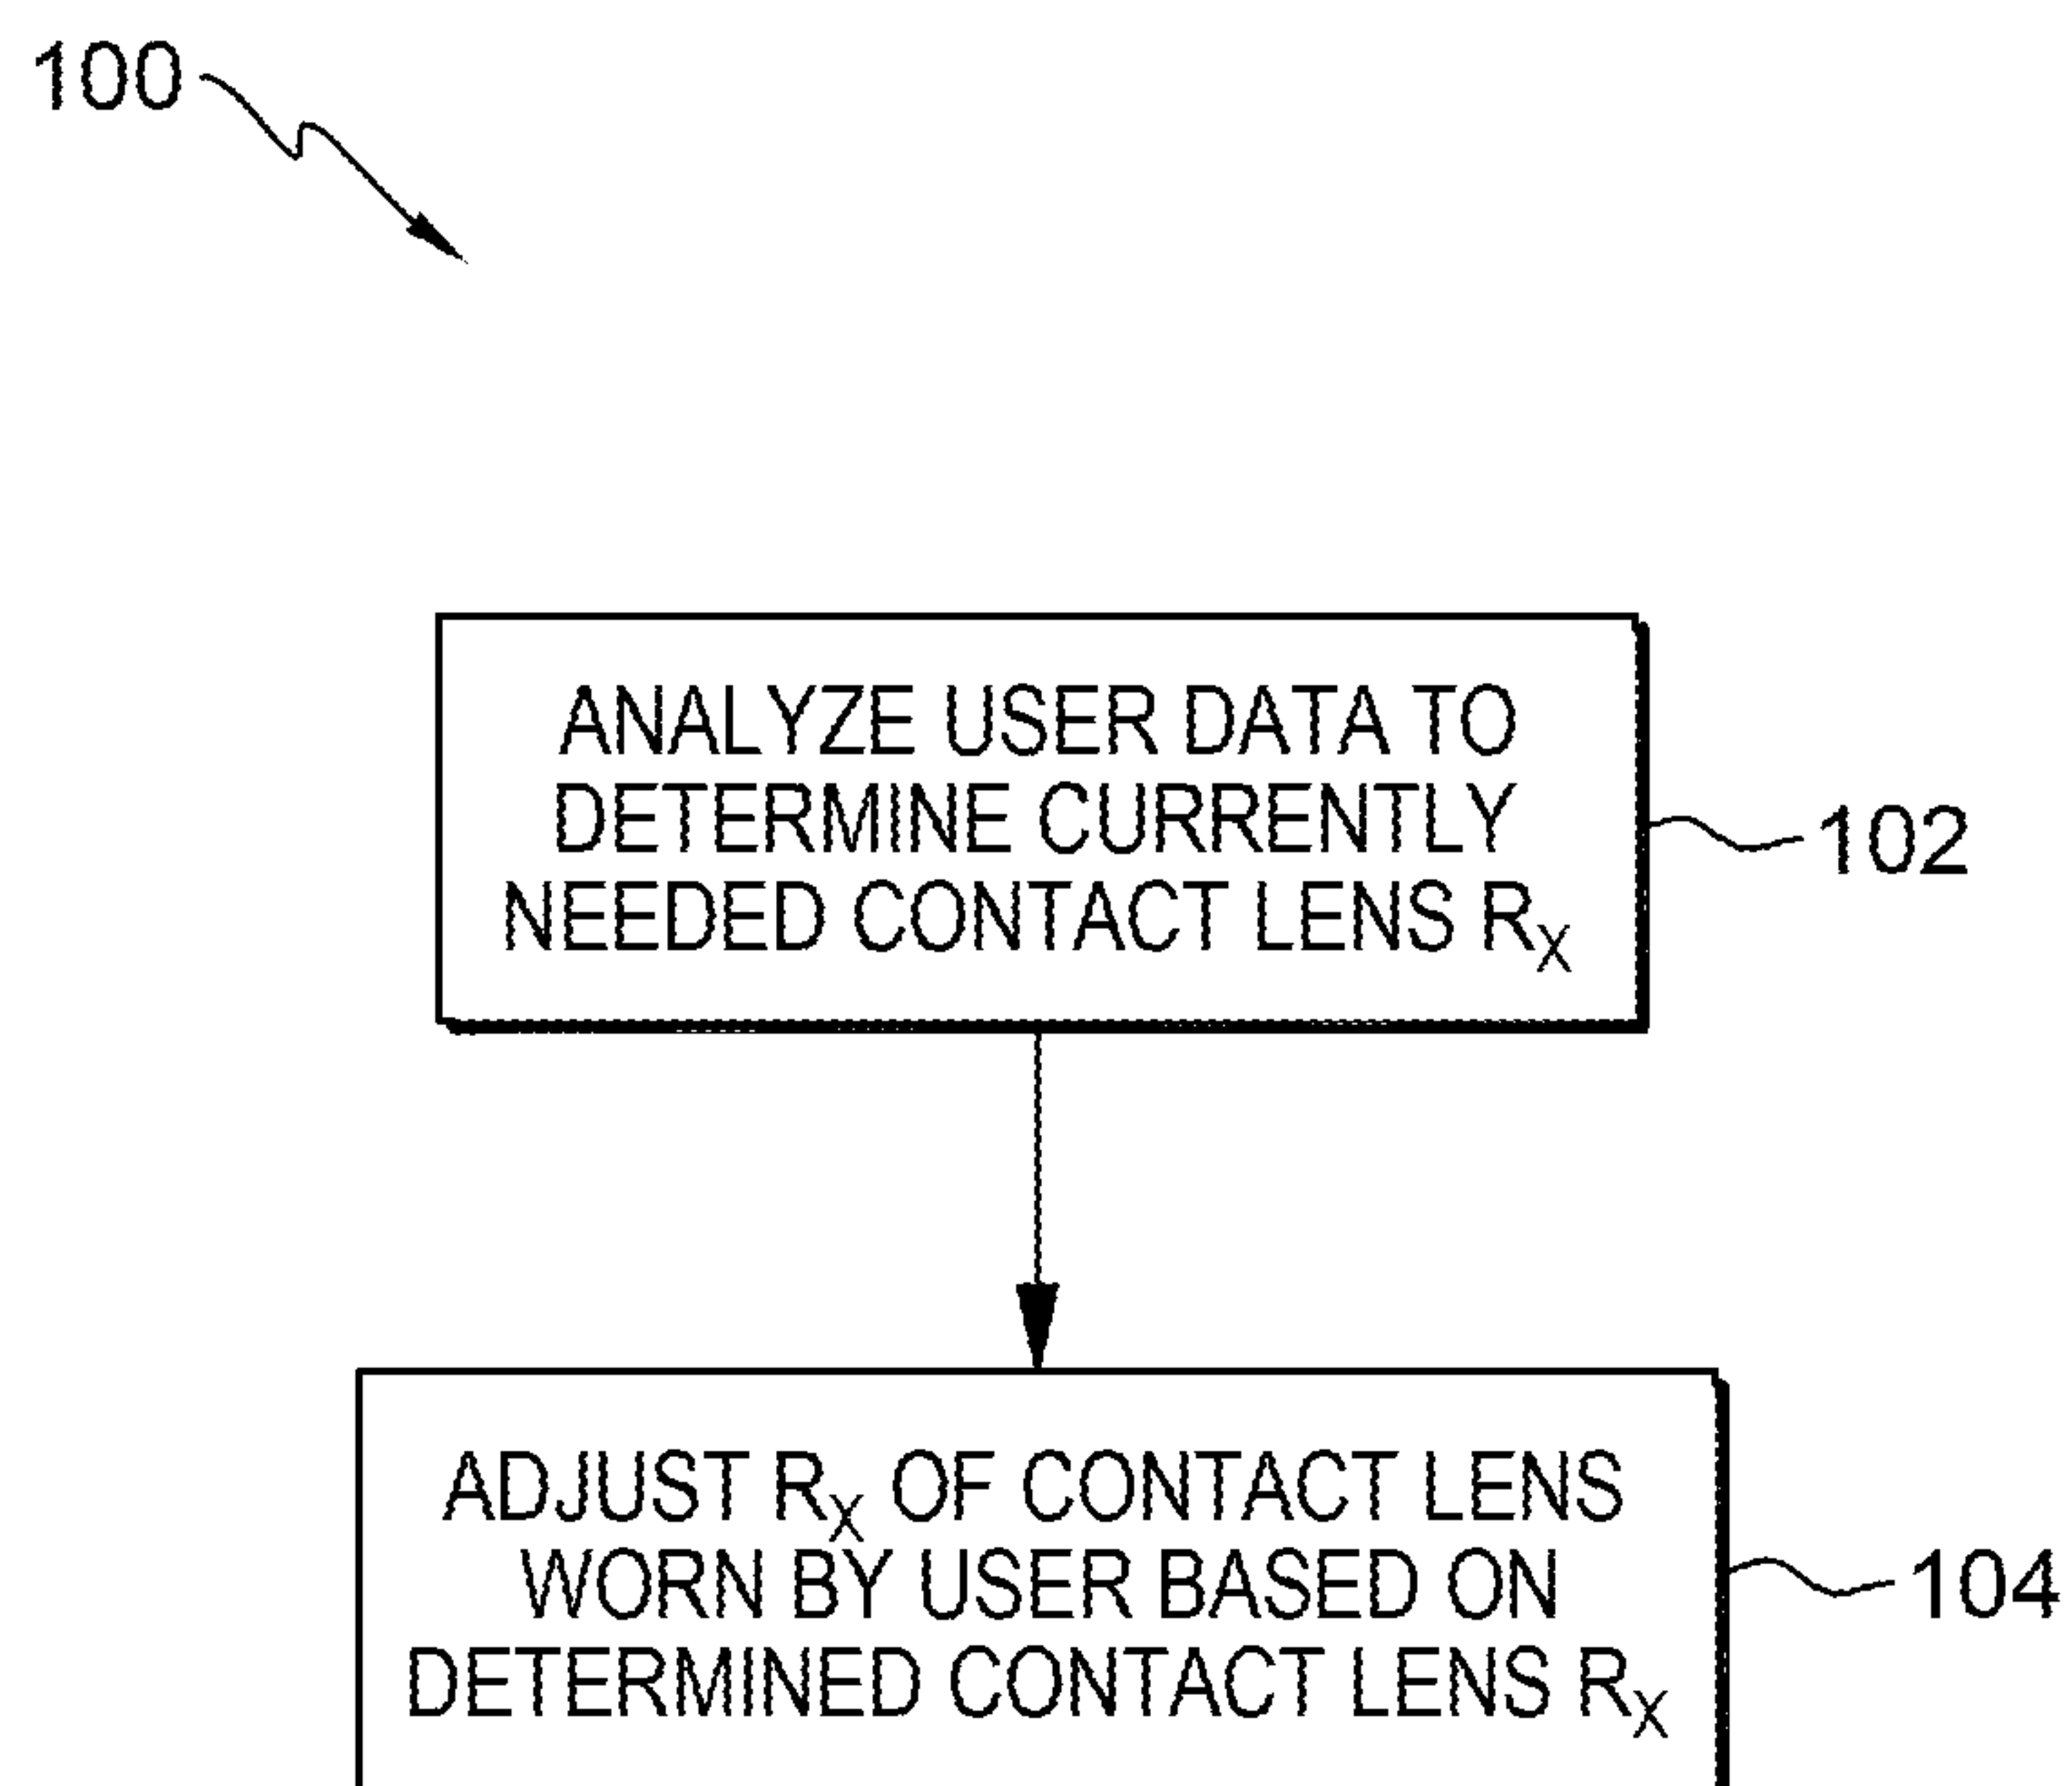 100
ANALYZE USER DATA TO
DETERMINE CURRENTLY
NEEDED CONTACT LENS RX
102
ADJUST RX OF CONTACT LENS
WORN BY USER BASED ON
DETERMINED CONTACT LENS RX
104